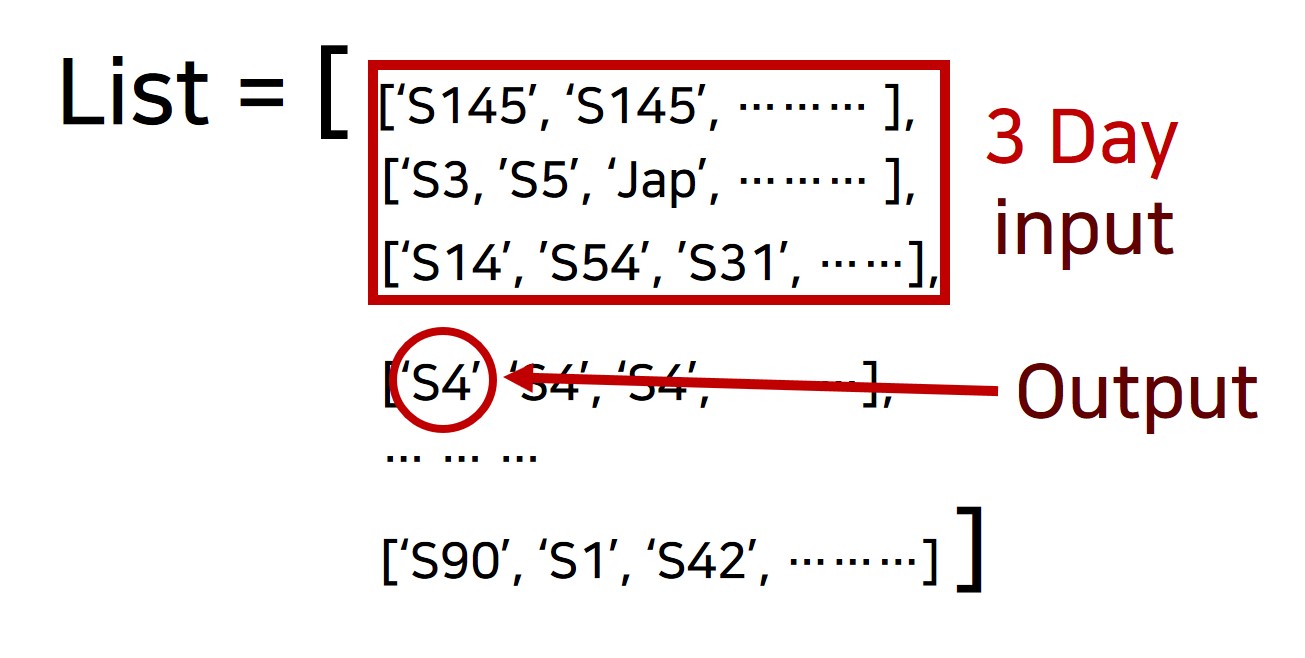 List = [
['S145', 'S145', ⋯⋯⋯ ],
['S3, 'S5', 'Jap', ⋯⋯⋯ ],
['S14', 'S54', 'S31', ⋯⋯],
3 Day
input
['S4', 'S4', 'S4', ⋯],
Output
⋯ ⋯ ⋯
['S90', 'S1', 'S42', ⋯⋯⋯] ]